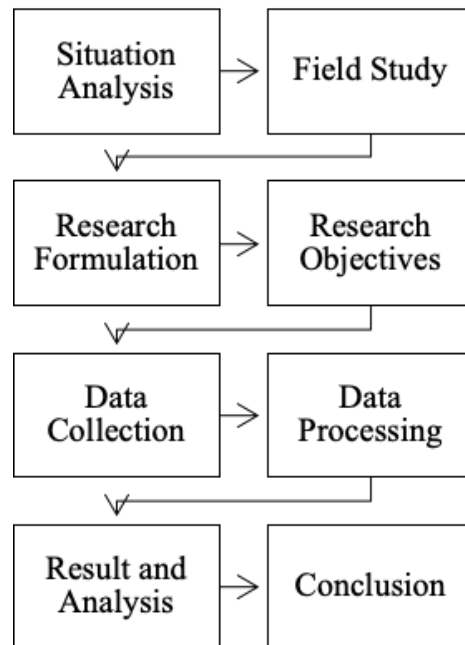 Situation
Analysis
Field Study
Research
Formulation
Research
Objectives
Data
Collection
Data
Processing
Result and
Analysis
Conclusion